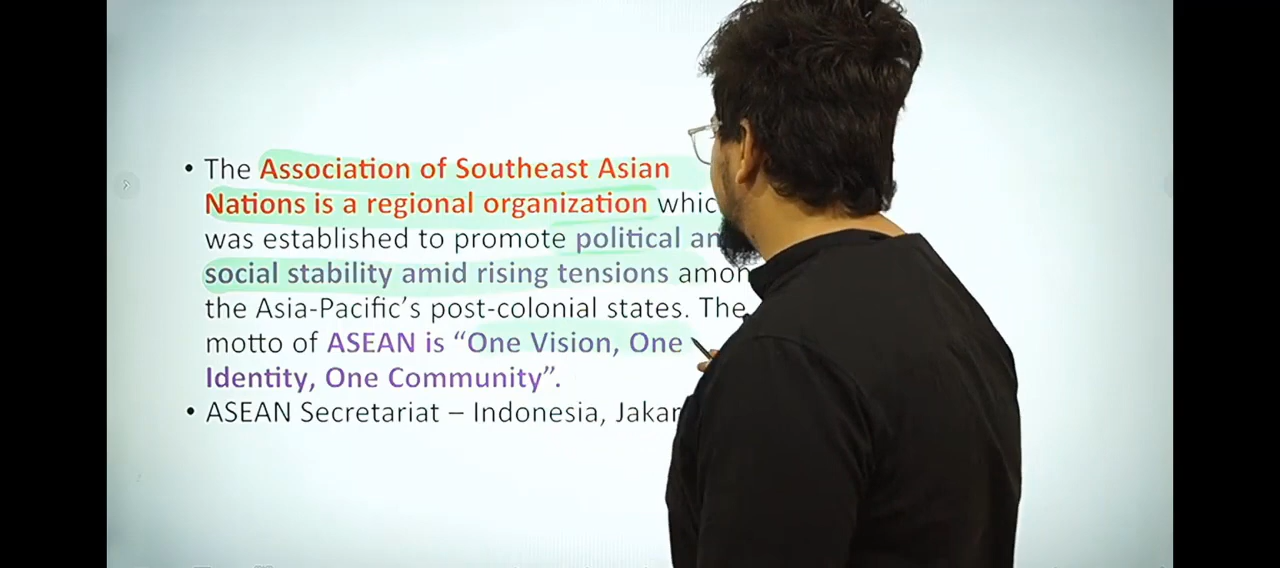 • The Association of Southeast Asian
Nations is a regional organization whic
was established to promote political an
social stability amid rising tensions amon
the Asia-Pacific's post-colonial states. The
motto of ASEAN is “One Vision, One
Identity, One Community”.
• ASEAN Secretariat – Indonesia, Jakar